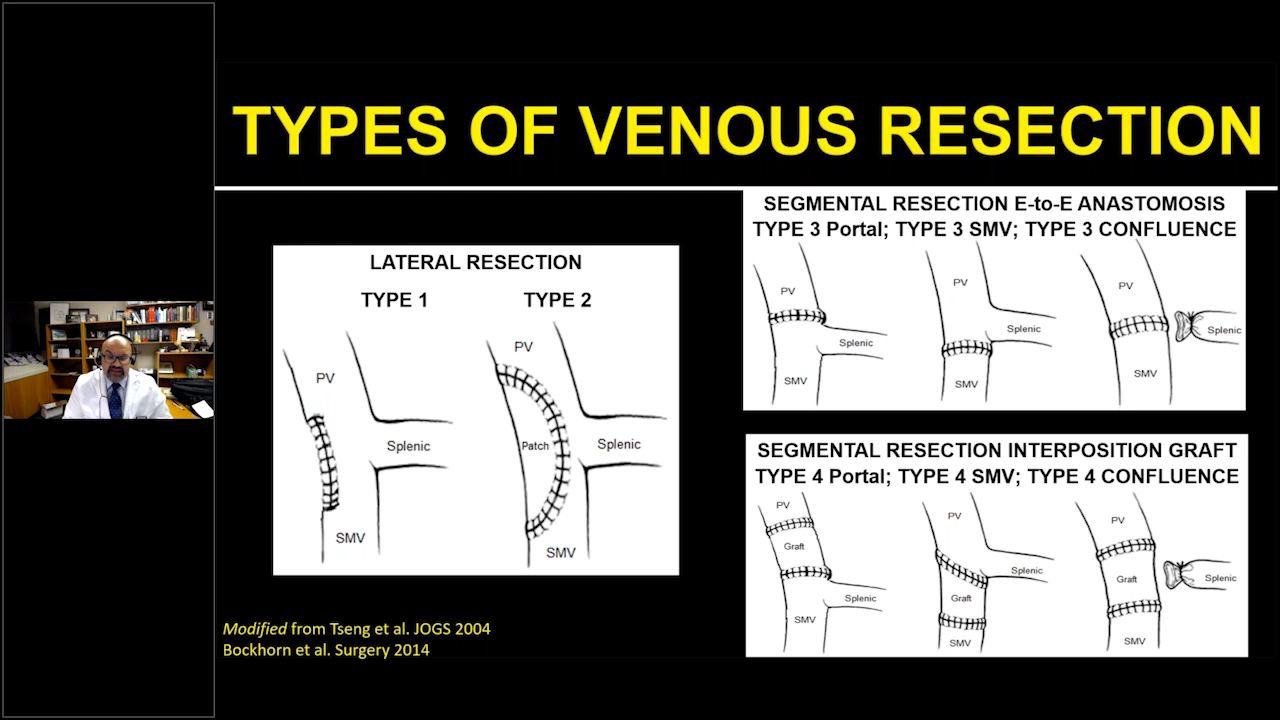 TYPES OF VENOUS RESECTION
LATERAL RESECTION
TYPE 1
TYPE 2
PV
Splenic
SMV
PV
Patch
Splenic
SMV
SEGMENTAL RESECTION E-to-E ANASTOMOSIS
TYPE 3 Portal; TYPE 3 SMV; TYPE 3 CONFLUENCE
PV
Splenic
SMV
PV
Splenic
SMV
PV
Splenic
SMV
SEGMENTAL RESECTION INTERPOSITION GRAFT
TYPE 4 Portal; TYPE 4 SMV; TYPE 4 CONFLUENCE
PV
Graft
Splenic
SMV
PV
Splenic
Graft
SMV
PV
Graft
Splenic
SMV
Modified from Tseng et al. JOGS 2004
Bockhorn et al. Surgery 2014